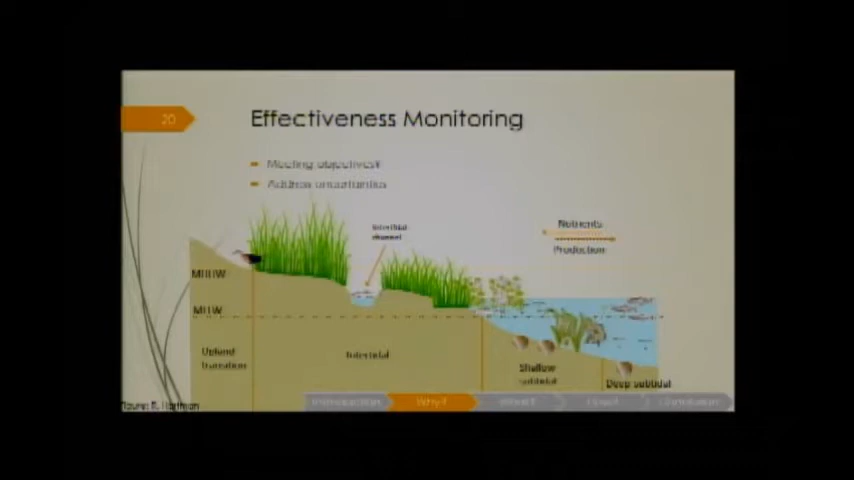 20
Effectiveness Monitoring
Meeting objectives?
Address uncertainties
Intertidal
channel
Nutrients
Production
MHHW
Upland
transition
Intertidal
Shallow
subtidal
Deep subtidal
Why?